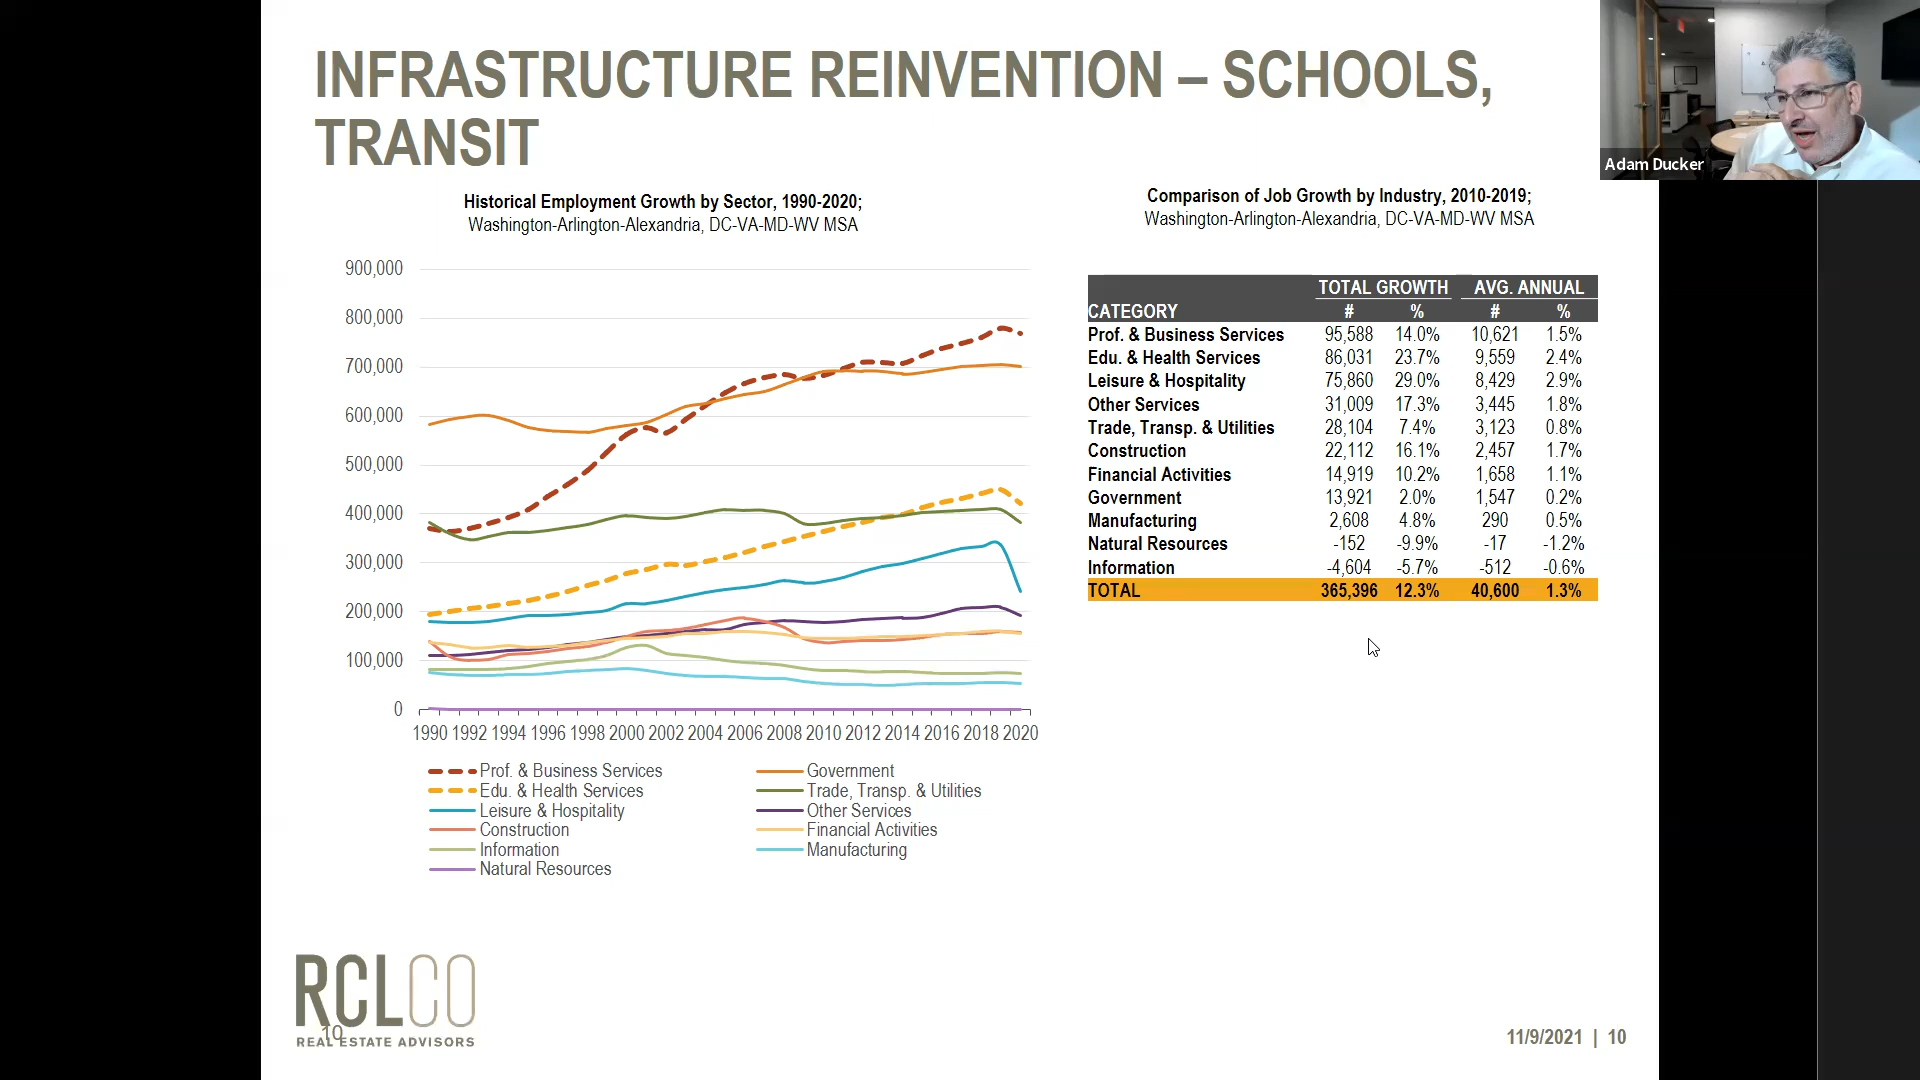 INFRASTRUCTURE REINVENTION – SCHOOLS,
TRANSIT
Adam Ducker
Historical Employment Growth by Sector, 1990-2020;
Washington-Arlington-Alexandria, DC-VA-MD-WV MSA
900,000
800,000
700,000
600,000
500,000
400,000
300,000
200,000
100,000
0
1990 1992 1994 1996 1998 2000 2002 2004 2006 2008 2010 2012 2014 2016 2018 2020
Prof. & Business Services Government
Edu. & Health Services Trade, Transp. & Utilities
Leisure & Hospitality Other Services
Construction Financial Activities
Information Manufacturing
Natural Resources
Comparison of Job Growth by Industry, 2010-2019;
Washington-Arlington-Alexandria, DC-VA-MD-WV MSA
TOTAL GROWTH AVG. ANNUAL
CATEGORY # % # %
Prof. & Business Services 95,588 14.0% 10,621 1.5%
Edu. & Health Services 86,031 23.7% 9,559 2.4%
Leisure & Hospitality 75,860 29.0% 8,429 2.9%
Other Services 31,009 17.3% 3,445 1.8%
Trade, Transp. & Utilities 28,104 7.4% 3,123 0.8%
Construction 22,112 16.1% 2,457 1.7%
Financial Activities 14,919 10.2% 1,658 1.1%
Government 13,921 2.0% 1,547 0.2%
Manufacturing 2,608 4.8% 290 0.5%
Natural Resources -152 -9.9% -17 -1.2%
Information -4,604 -5.7% -512 -0.6%
TOTAL 365,396 12.3% 40,600 1.3%
RCLCO
10
REAL ESTATE ADVISORS
11/9/2021 | 10